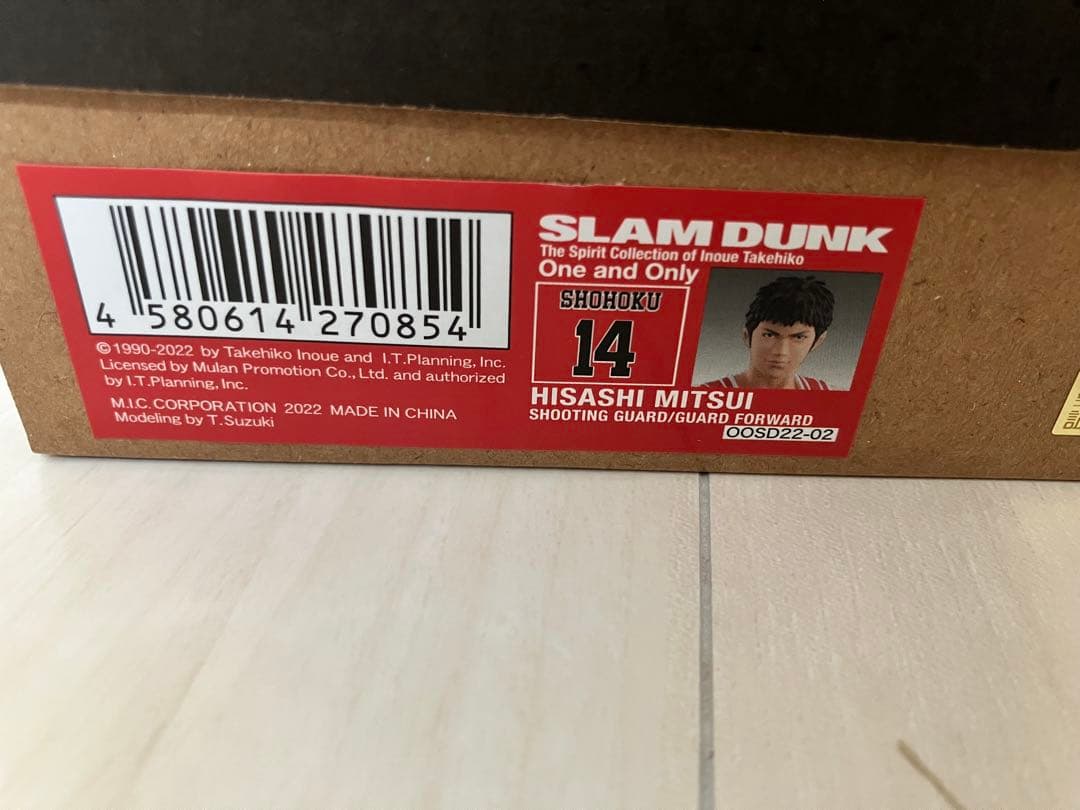 4 580614 270854
©1990-2022 by Takehiko Inoue and I.T.Planning, Inc.
Licensed by Mulan Promotion Co., Ltd. and authorized
by I.T.Planning, Inc.
M.I.C. CORPORATION 2022 MADE IN CHINA
Modeling by T.Suzuki
SLAM DUNK
The Spirit Collection of Inoue Takehiko
One and Only
SHOHOKU
14
HISASHI MITSUI
SHOOTING GUARD/GUARD FORWARD
OOSD22-02